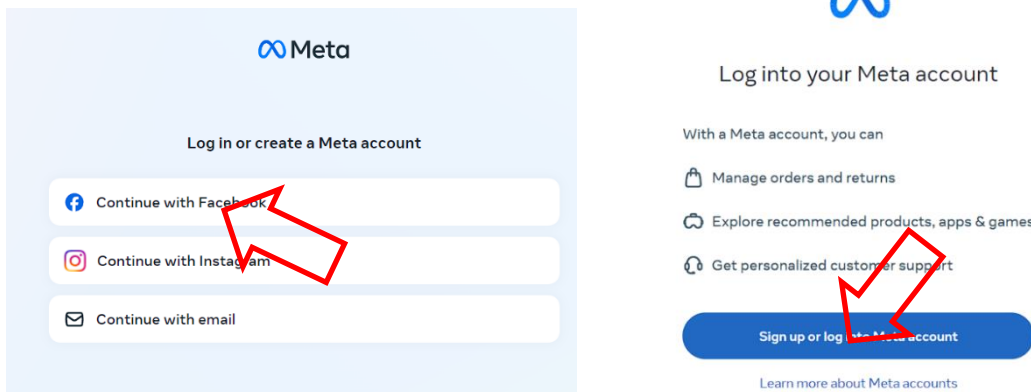 Meta
Log in or create a Meta account
Continue with Facebook
Continue with Instagram
Continue with email
Log into your Meta account
With a Meta account, you can
Manage orders and returns
Explore recommended products, apps & games
Get personalized customer support
Sign up or log into Meta account
Learn more about Meta accounts